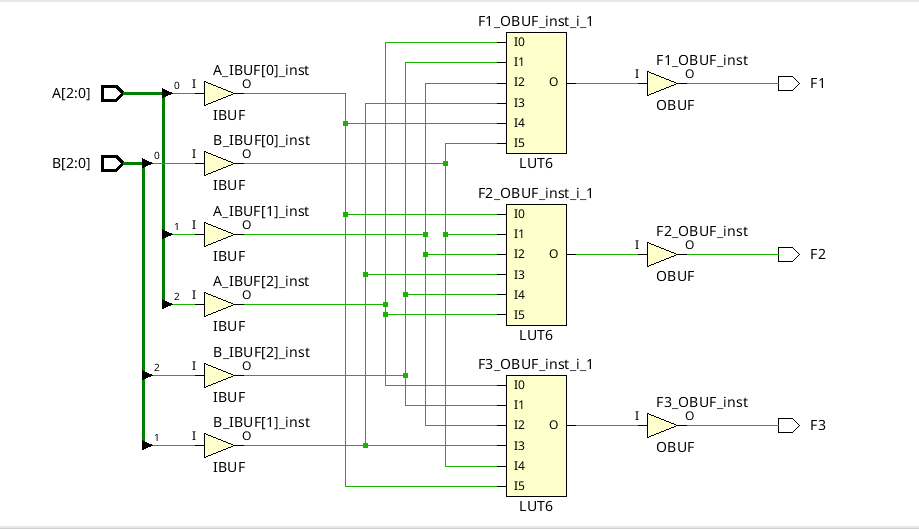 F1_OBUF_inst_i_1
A_IBUF[0]_inst
I0
I1
I2
I3
I4
I5
O
LUT6
F1_OBUF_inst
I
O
OBUF
F1
A[2:0]
0
I
O
IBUF
B_IBUF[0]_inst
B[2:0]
0
I
O
IBUF
F2_OBUF_inst_i_1
A_IBUF[1]_inst
1
I
O
IBUF
I0
I1
I2
I3
I4
I5
O
LUT6
F2_OBUF_inst
I
O
OBUF
F2
A_IBUF[2]_inst
2
I
O
IBUF
B_IBUF[2]_inst
2
I
O
IBUF
F3_OBUF_inst_i_1
I0
I1
I2
I3
I4
I5
O
LUT6
F3_OBUF_inst
I
O
OBUF
F3
B_IBUF[1]_inst
1
I
O
IBUF